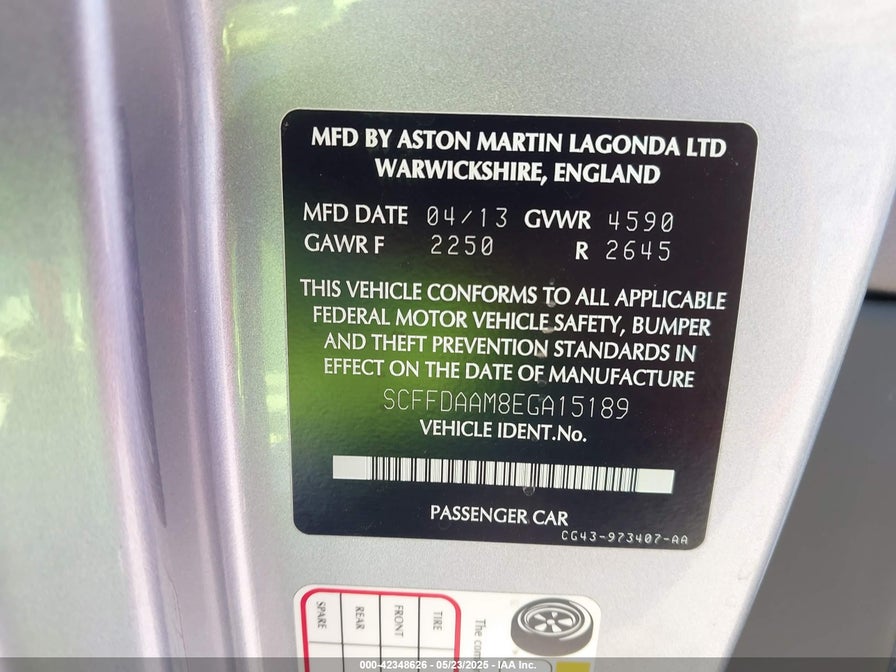 MFD BY ASTON MARTIN LAGONDA LTD
WARWICKSHIRE, ENGLAND
MFD DATE 04/13 GVWR 4590
GAWR F 2250 R 2645
THIS VEHICLE CONFORMS TO ALL APPLICABLE
FEDERAL MOTOR VEHICLE SAFETY, BUMPER
AND THEFT PREVENTION STANDARDS IN
EFFECT ON THE DATE OF MANUFACTURE
SCFFDAAM8EGA15189
VEHICLE IDENT.No.
PASSENGER CAR
CG43-973407-AA
TIRE
FRONT
REAR
SPARE
The com
000-42348626 - 05/23/2025 - IAA Inc.